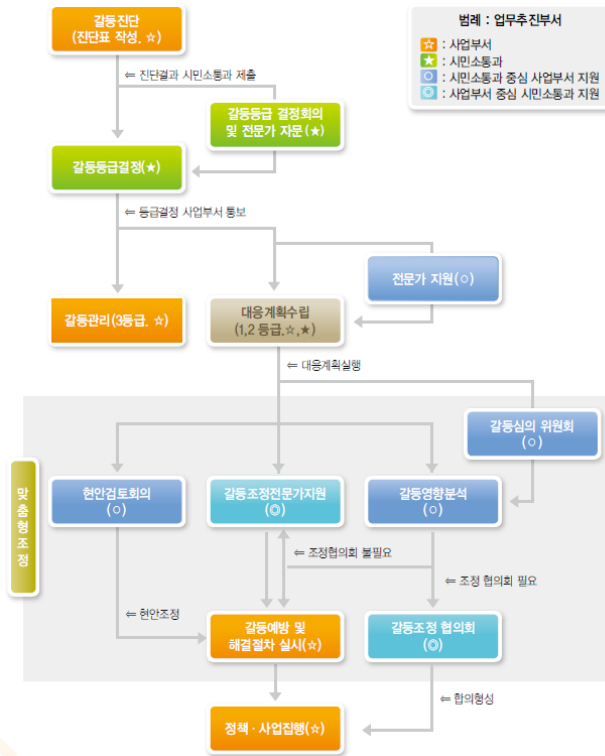 갈등진단
(진단표 작성, ☆)
범례 : 업무추진부서
☆ : 사업부서
★ : 시민소통과
○ : 시민소통과 중심 사업부서 지원
◎ : 사업부서 중심 시민소통과 지원
⇐ 진단결과 시민소통과 제출
갈등등급 결정회의
및 전문가 자문(★)
갈등등급결정(★)
⇐ 등급결정 사업부서 통보
전문가 지원(○)
갈등관리(3등급, ☆)
대응계획수립
(1,2 등급,☆,★)
⇐ 대응계획실행
갈등심의 위원회
(○)
맞춤형조정
현안검토회의
(○)
갈등조정전문가지원
(◎)
갈등영향분석
(○)
⇐ 조정협의회 불필요
⇐ 조정 협의회 필요
⇐ 현안조정
갈등예방 및
해결절차 실시(☆)
갈등조정 협의회
(◎)
⇐ 합의형성
정책 · 사업집행(☆)